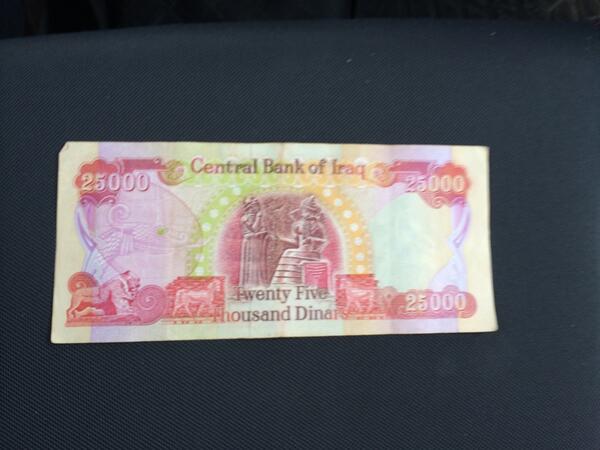 Central Bank of Iraq
25000 25000
Twenty Five
Thousand Dinars
25000